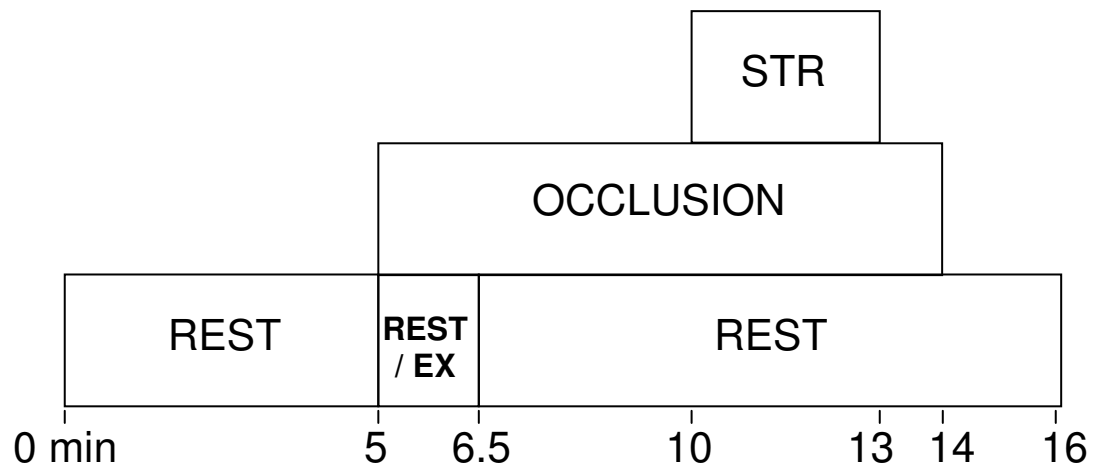 STR
OCCLUSION
REST
REST
/ EX
REST
0 min 5 6.5 10 13 14 16